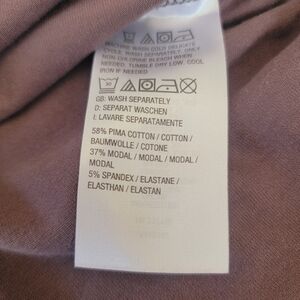 MACHINE WASH COLD DELICATE
CYCLE. WASH SEPARATELY. ONLY
NON-CHLORINE BLEACH WHEN
NEEDED. TUMBLE DRY LOW. COOL
IRON IF NEEDED
30
GB: WASH SEPARATELY
D: SEPARAT WASCHEN
I: LAVARE SEPARATAMENTE
58% PIMA COTTON / COTTON /
BAUMWOLLE / COTONE
37% MODAL / MODAL / MODAL /
MODAL
5% SPANDEX / ELASTANE /
ELASTHAN / ELASTAN